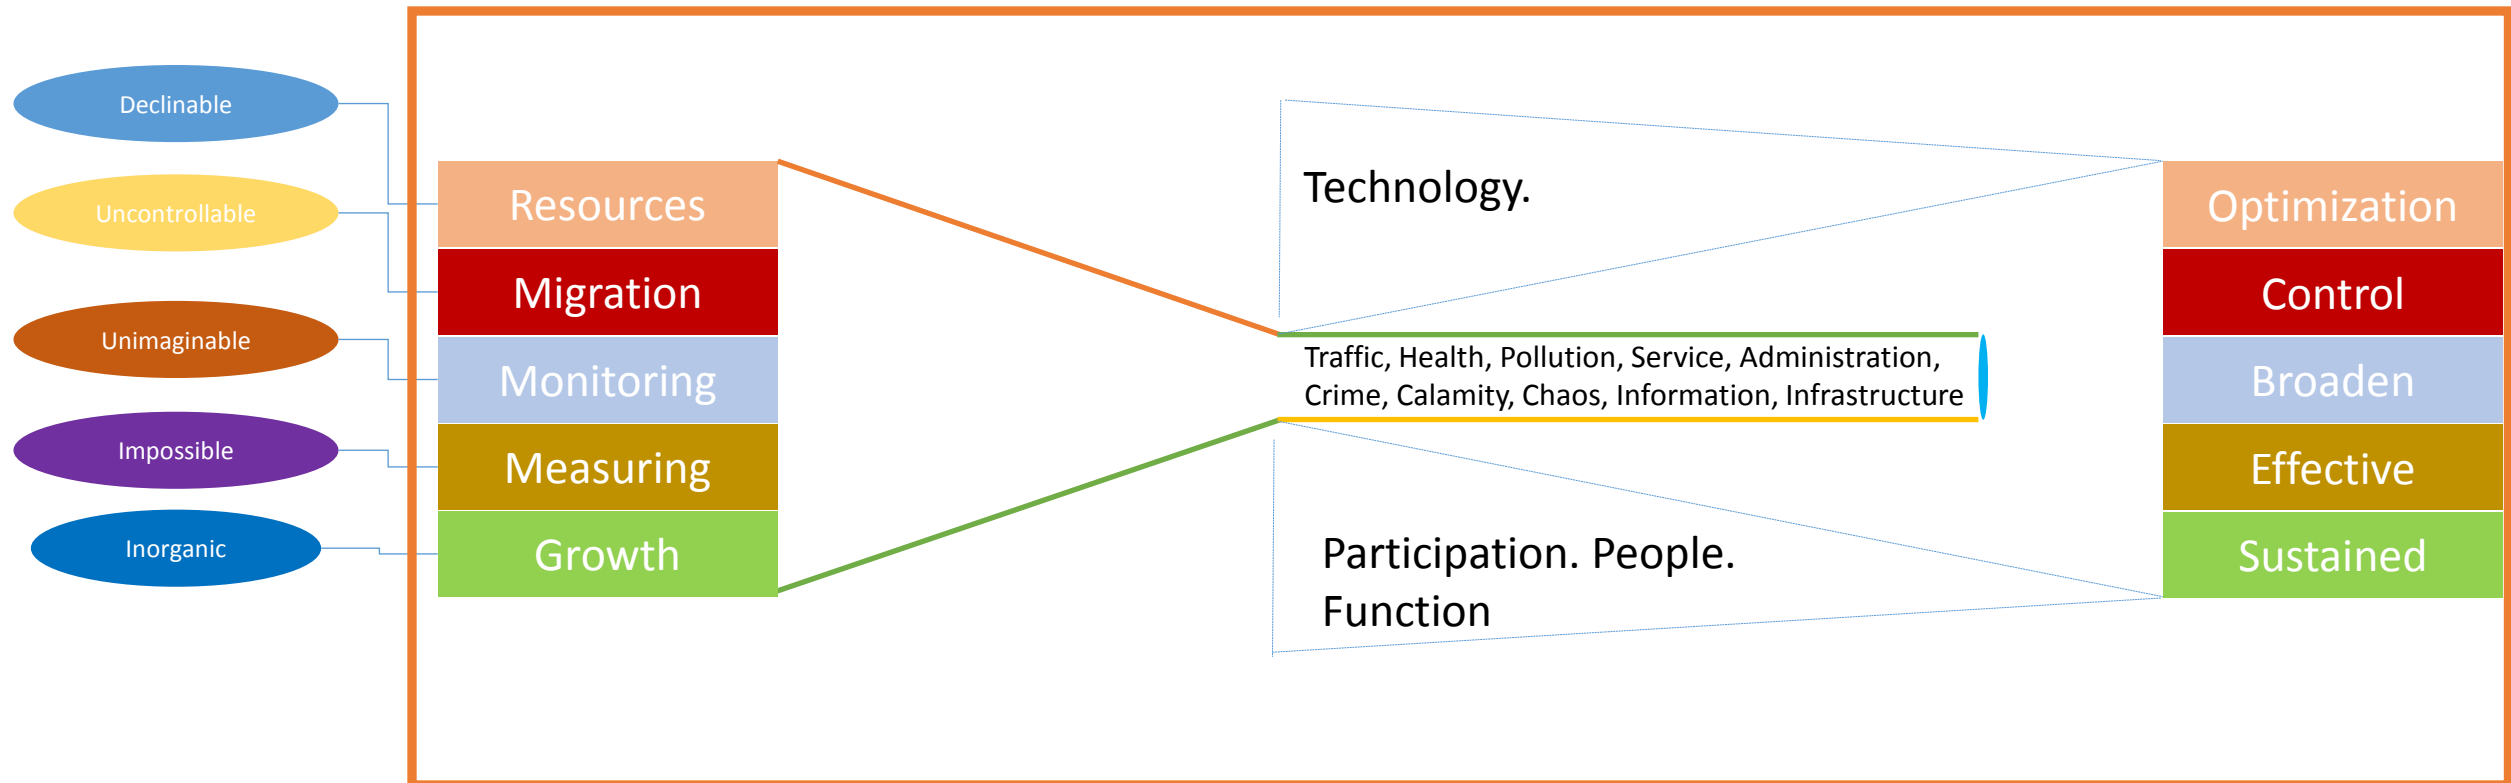 Declinable
Uncontrollable
Unimaginable
Impossible
Inorganic
Resources
Migration
Monitoring
Measuring
Growth
Technology.
Traffic, Health, Pollution, Service, Administration,
Crime, Calamity, Chaos, Information, Infrastructure
Participation. People.
Function
Optimization
Control
Broaden
Effective
Sustained